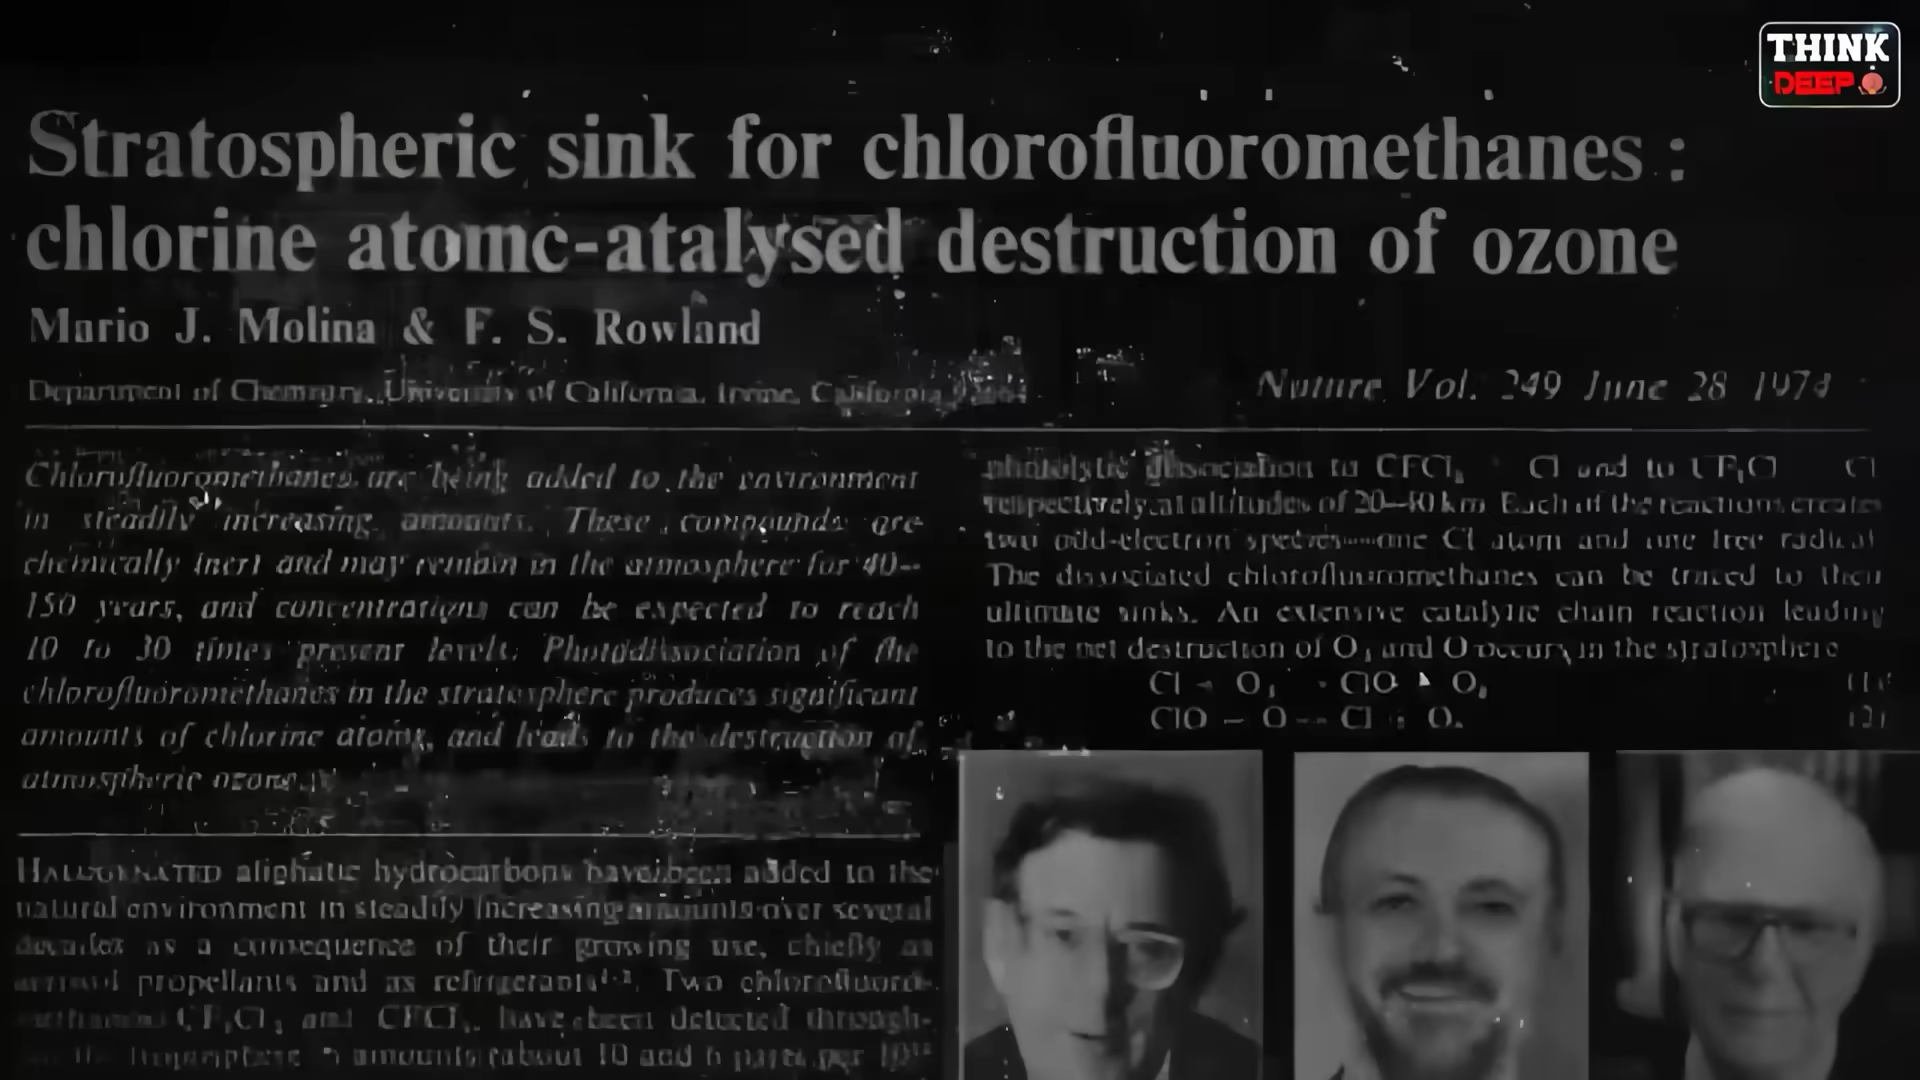 THINK
DEEP
Stratospheric sink for chlorofluoromethanes :
chlorine atomc-atalysed destruction of ozone
Mario J. Molina & F. S. Rowland
Department of Chemistry, University of California, Irvine, California
Nature Vol. 249 June 28 1974
Chlorofluoromethanes are being added to the environment
in steadily increasing amounts. These compounds are
chemically inert and may remain in the atmosphere for 40–
150 years, and concentrations can be expected to reach
10 to 30 times present levels. Photodissociation of the
chlorofluoromethanes in the stratosphere produces significant
amounts of chlorine atoms, and leads to the destruction of
atmospheric ozone.
HALOGENATED aliphatic hydrocarbons have been added to the
natural environment in steadily increasing amounts over several
decades as a consequence of their growing use, chiefly as
aerosol propellants and as refrigerants. Two chlorofluoro-
and CFCl, have been detected through-
amounts (about 10 and 6 parts per
photolytic dissociation to CFCl Cl and to Cl
respectively, at altitudes of 20–40 km. Each of the reactions creates
two odd-electron species—one Cl atom and one free radical
The dissociated chlorofluoromethanes can be traced to their
ultimate sinks. An extensive catalytic chain reaction leading
to the net destruction of O₃ and O occurs in the stratosphere
Cl O ClO O
ClO O Cl O